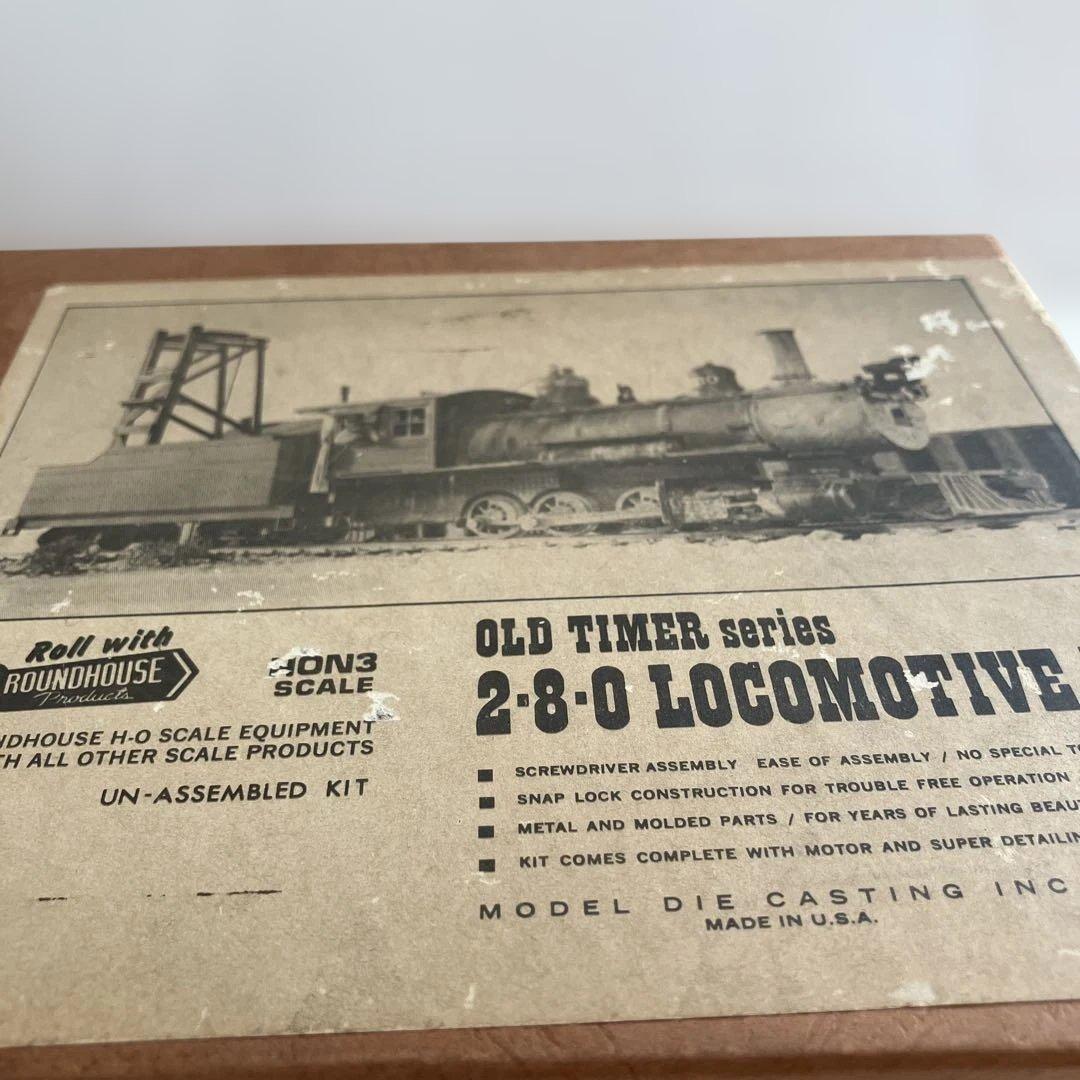 Roll with
ROUNDHOUSE
Products
HON3
SCALE
H-O SCALE EQUIPMENT
ALL OTHER SCALE PRODUCTS
UN-ASSEMBLED KIT
OLD TIMER series
2-8-0 LOCOMOTIVE
SCREWDRIVER ASSEMBLY EASE OF ASSEMBLY / NO SPECIAL
SNAP LOCK CONSTRUCTION FOR TROUBLE FREE OPERATION
METAL AND MOLDED PARTS / FOR YEARS OF LASTING
KIT COMES COMPLETE WITH MOTOR AND SUPER
MODEL DIE CASTING INC
MADE IN U.S.A.